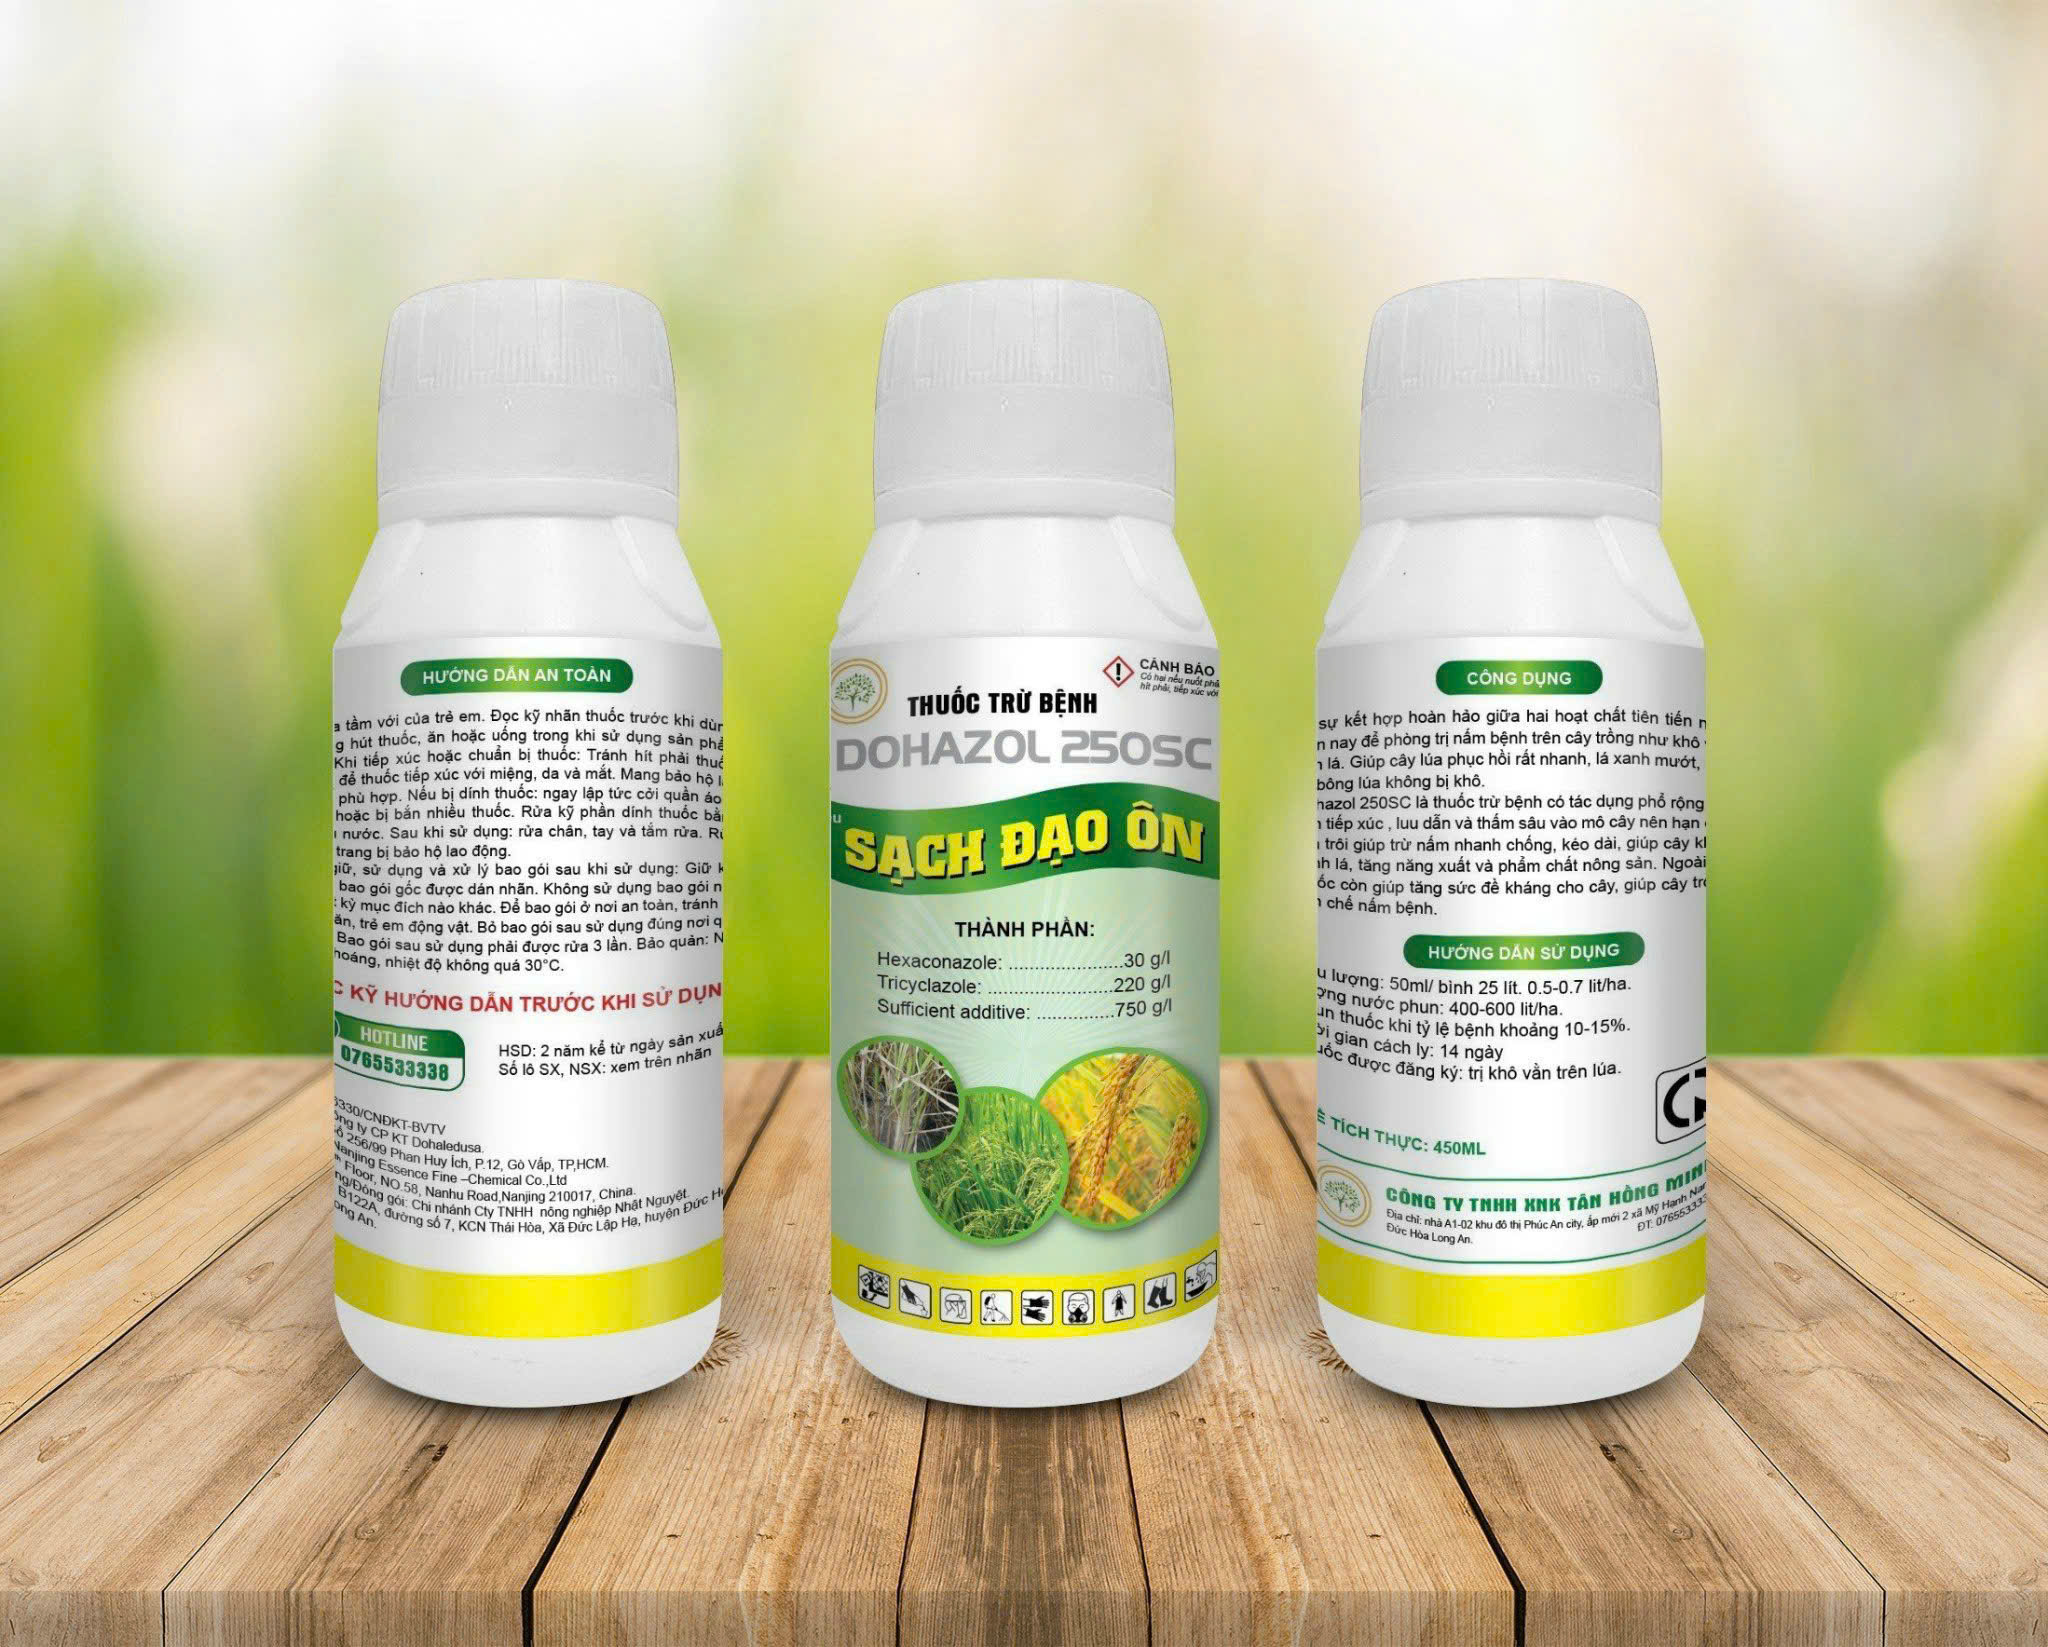 HƯỚNG DẪN AN TOÀN
tầm với của trẻ em. Đọc kỹ nhãn thuốc trước khi
hút thuốc, ăn hoặc uống trong khi sử dụng sản
Khi tiếp xúc hoặc chuẩn bị thuốc: Tránh hít phải
để thuốc tiếp xúc với miệng, da và mắt. Mang bảo hộ
phù hợp. Nếu bị dính thuốc: ngay lập tức cởi quần áo
hoặc bị bắn nhiều thuốc. Rửa kỹ phần dính thuốc
nước. Sau khi sử dụng: rửa chân, tay và tắm rửa.
trang bị bảo hộ lao động.
giữ, sử dụng và xử lý bao gói sau khi sử dụng: Giữ
bao gói gốc được dán nhãn. Không sử dụng bao gói
kỳ mục đích nào khác. Để bao gói ở nơi an toàn, tránh
ăn, trẻ em động vật. Bỏ bao gói sau sử dụng đúng nơi
Bao gói sau sử dụng phải được rửa 3 lần. Bảo quản:
nhiệt độ không quá 30°C.
KỸ HƯỚNG DẪN TRƯỚC KHI SỬ
HOTLINE
0765533338
HSD: 2 năm kể từ ngày sản xuấ
Số lô SX, NSX: xem trên nhãn
3330/CNĐKT-BVTV
ty CP KT Dohaledusa.
256/99 Phan Huy Ích, P.12, Gò Vấp, TP,HCM.
Nanjing Essence Fine –Chemical Co.,Ltd
Floor, NO.58, Nanhu Road,Nanjing 210017, China.
Đóng gói: Chi nhánh Cty TNHH nông nghiệp Nhật Nguyệt.
B122A, đường số 7, KCN Thái Hòa, Xã Đức Lập Hạ, huyện Đức
An.
CẢNH BÁO
Có hại nếu nuốt
hít phải, tiếp xúc với
THUỐC TRỪ BỆNH
DOHAZOL 250SC
SẠCH ĐẠO ÔN
THÀNH PHẦN:
Hexaconazole: ......................30 g/l
Tricyclazole: ........................220 g/l
Sufficient additive: ...............750 g/l
CÔNG DỤNG
sự kết hợp hoàn hảo giữa hai hoạt chất tiên tiến
nay để phòng trị nấm bệnh trên cây trồng như khô
lá. Giúp cây lúa phục hồi rất nhanh, lá xanh mướt,
bông lúa không bị khô.
hazol 250SC là thuốc trừ bệnh có tác dụng phổ rộng
tiếp xúc , luu dẫn và thấm sâu vào mô cây nên hạn
trôi giúp trừ nấm nhanh chống, kéo dài, giúp cây
lá, tăng năng xuất và phẩm chất nông sản. Ngoài
còn giúp tăng sức đề kháng cho cây, giúp cây
chế nấm bệnh.
HƯỚNG DẪN SỬ DỤNG
lượng: 50ml/ bình 25 lít. 0.5-0.7 lit/ha.
nước phun: 400-600 lit/ha.
thuốc khi tỷ lệ bệnh khoảng 10-15%.
gian cách ly: 14 ngày
được đăng ký: trị khô vằn trên lúa.
TÍCH THỰC: 450ML
CÔNG TY TNHH XNK TÂN HỒNG MINH
Địa chỉ: nhà A1-02 khu đô thị Phúc An city, ấp mới 2 xã Mỹ Hạnh
Đức Hòa Long An.
ĐT: 076553333